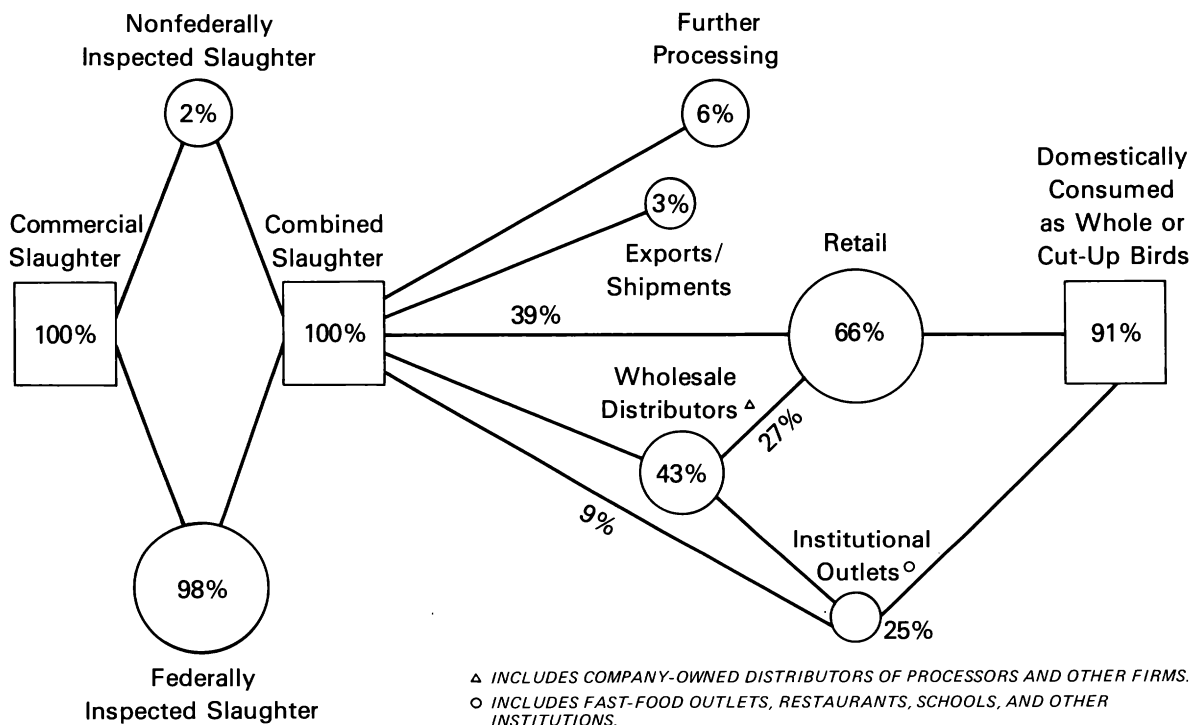 Nonfederally
Inspected Slaughter
2%
Commercial
Slaughter
100%
Combined
Slaughter
100%
98%
Federally
Inspected Slaughter
Further
Processing
6%
3%
Exports/
Shipments
39%
Retail
66%
Wholesale
Distributors △
43%
27%
9%
Institutional
Outlets ○
25%
Domestically
Consumed
as Whole or
Cut-Up Birds
91%
△ INCLUDES COMPANY-OWNED DISTRIBUTORS OF PROCESSORS AND OTHER FIRMS.
○ INCLUDES FAST-FOOD OUTLETS, RESTAURANTS, SCHOOLS, AND OTHER
INSTITUTIONS.